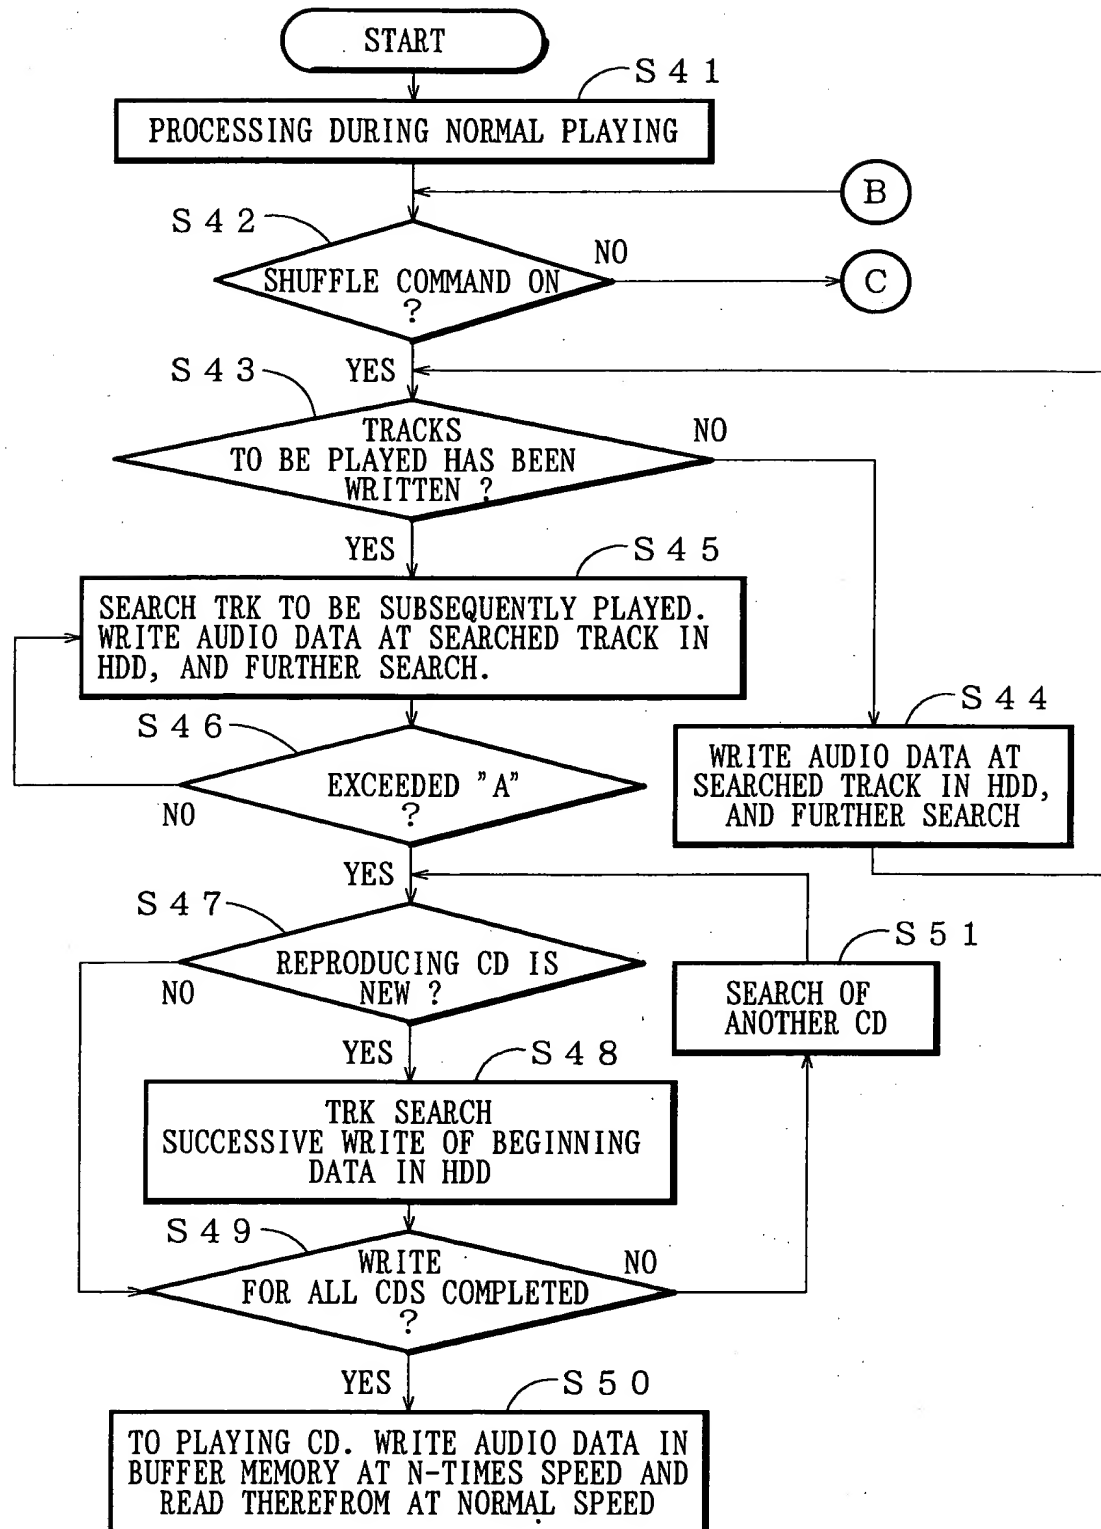 START
S41
PROCESSING DURING NORMAL PLAYING
B
S42
NO
SHUFFLE COMMAND ON
?
C
S43
YES
TRACKS
NO
TO BE PLAYED HAS BEEN
WRITTEN ?
YES
S45
SEARCH TRK TO BE SUBSEQUENTLY PLAYED.
WRITE AUDIO DATA AT SEARCHED TRACK IN
HDD, AND FURTHER SEARCH.
S46
S44
EXCEEDED "A"
?
NO
WRITE AUDIO DATA AT
SEARCHED TRACK IN HDD,
AND FURTHER SEARCH
YES
S47
REPRODUCING CD IS
NEW ?
NO
S51
SEARCH OF
ANOTHER CD
YES
S48
TRK SEARCH
SUCCESSIVE WRITE OF BEGINNING
DATA IN HDD
S49
WRITE
NO
FOR ALL CDS COMPLETED
?
YES
S50
TO PLAYING CD. WRITE AUDIO DATA IN
BUFFER MEMORY AT N-TIMES SPEED AND
READ THEREFROM AT NORMAL SPEED